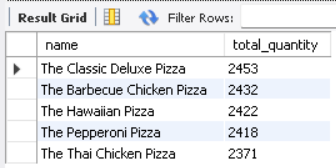 Result Grid Filter Rows:
name total_quantity
The Classic Deluxe Pizza 2453
The Barbecue Chicken Pizza 2432
The Hawaiian Pizza 2422
The Pepperoni Pizza 2418
The Thai Chicken Pizza 2371